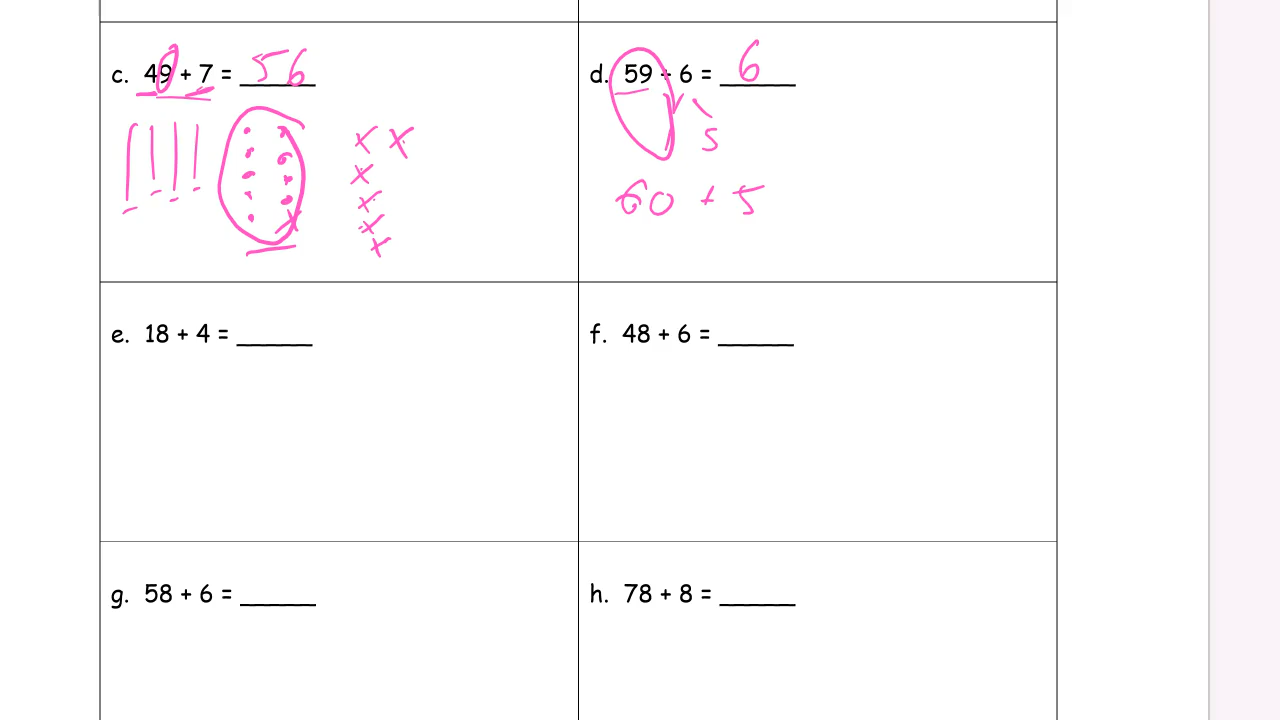 c. 49 + 7 = 56
d. 59 + 6 = 6
1 5
60 + 5
e. 18 + 4 = ______
f. 48 + 6 = ______
g. 58 + 6 = ______
h. 78 + 8 = ______